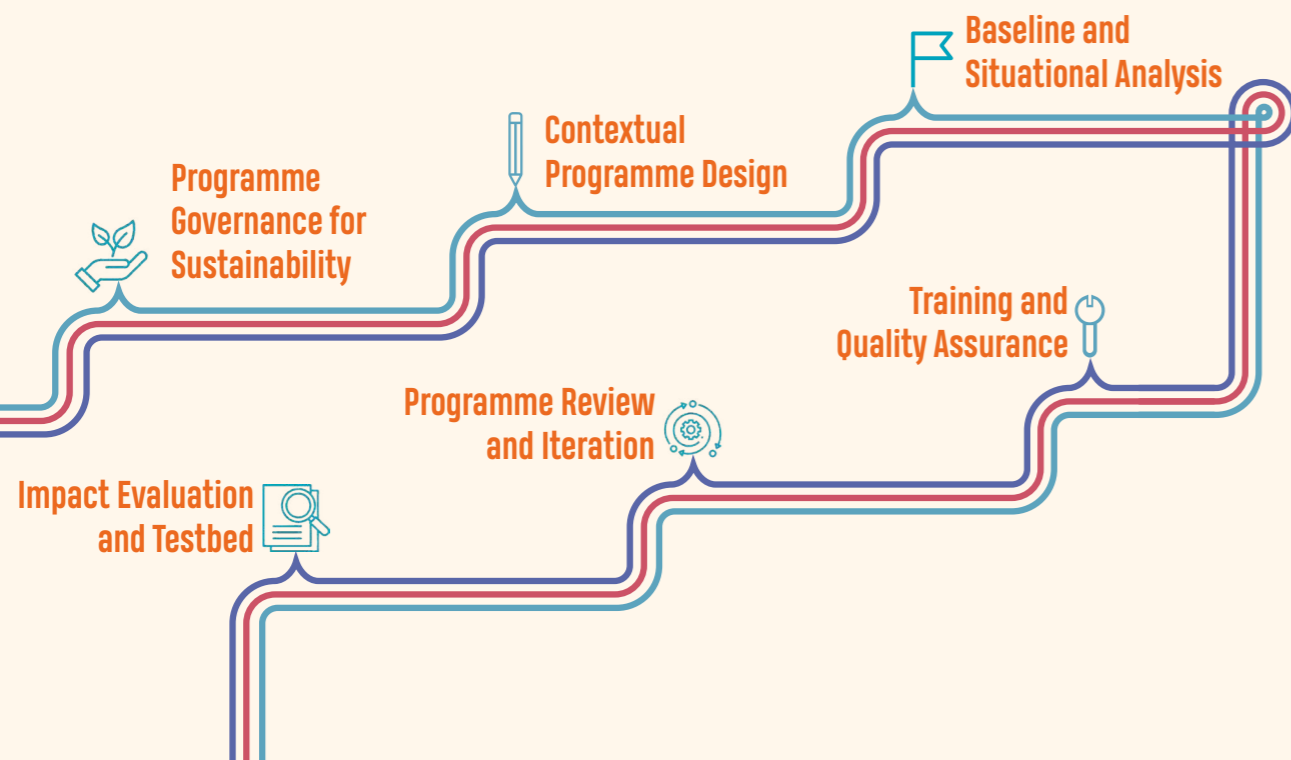 Baseline and
Situational Analysis
Contextual
Programme Design
Programme
Governance for
Sustainability
Training and
Quality Assurance
Programme Review
and Iteration
Impact Evaluation
and Testbed